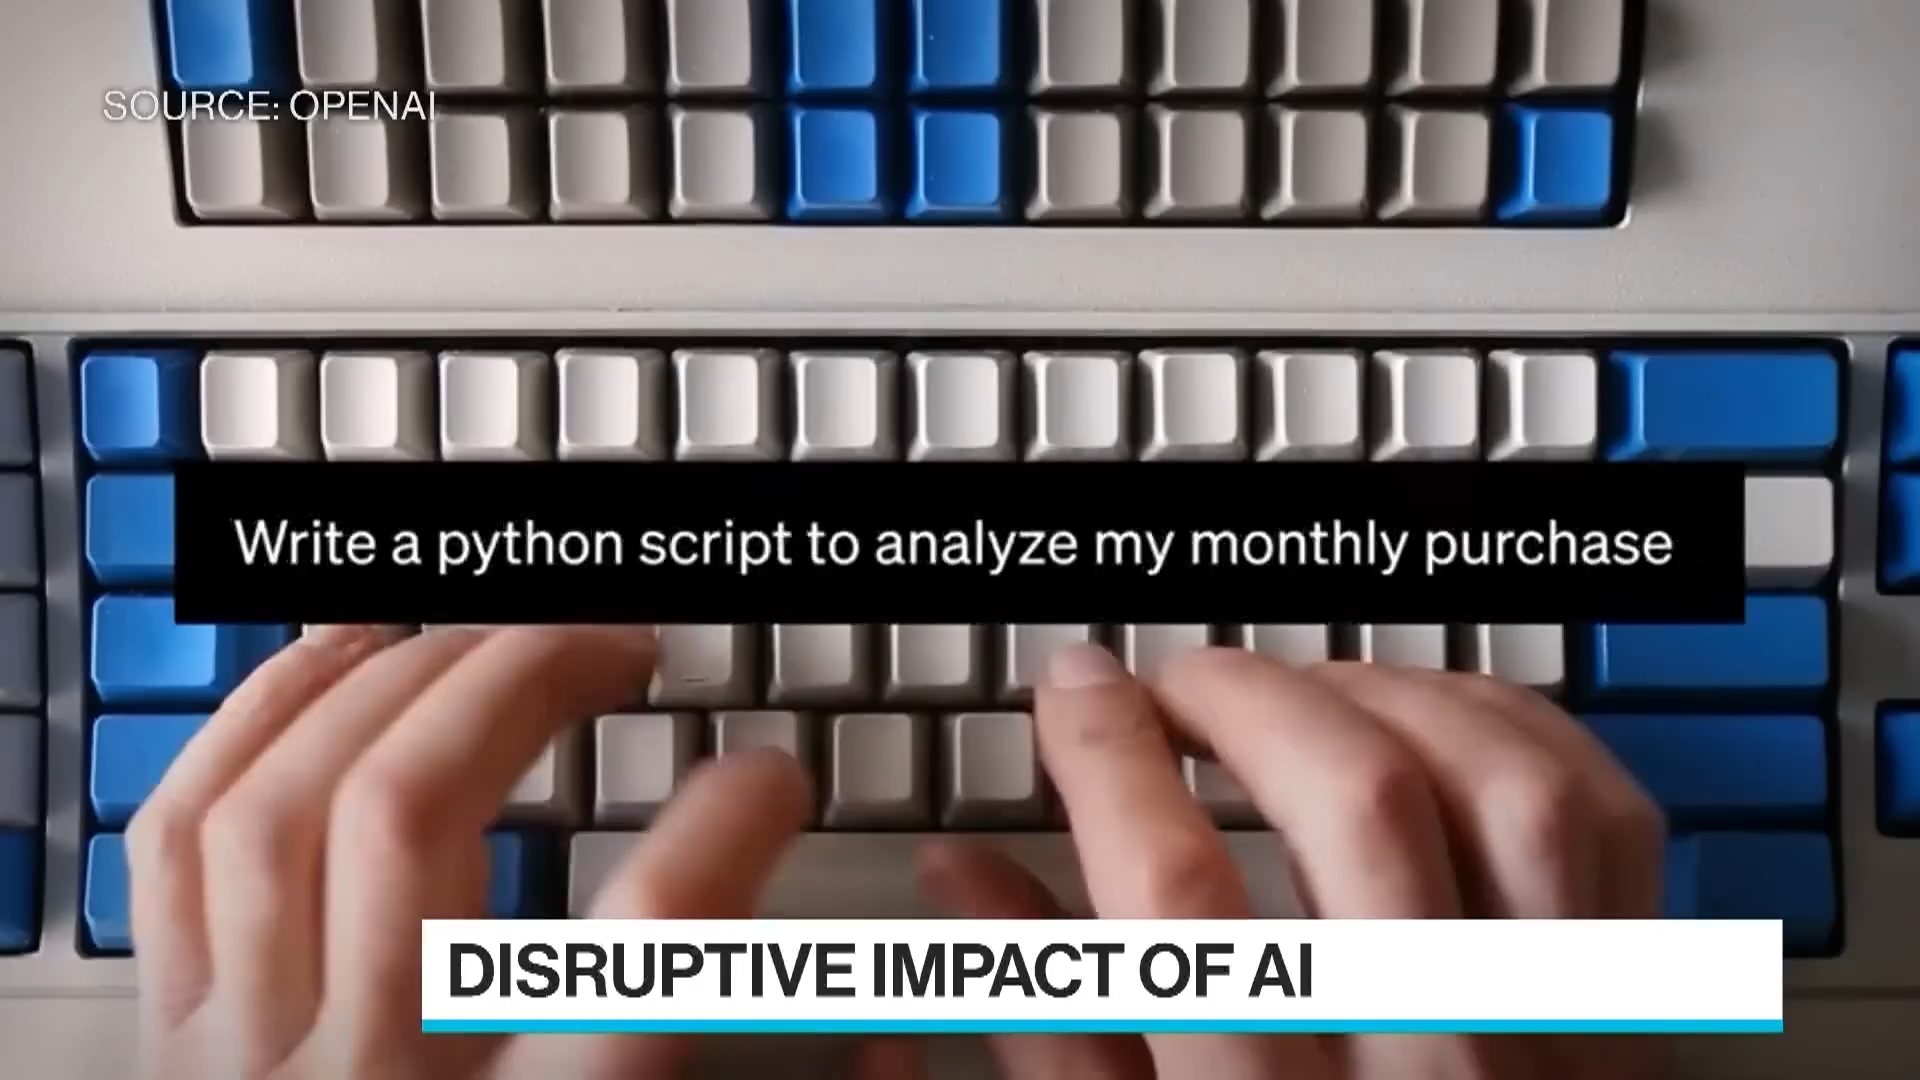 SOURCE: OPENAI
Write a python script to analyze my monthly purchase
DISRUPTIVE IMPACT OF AI